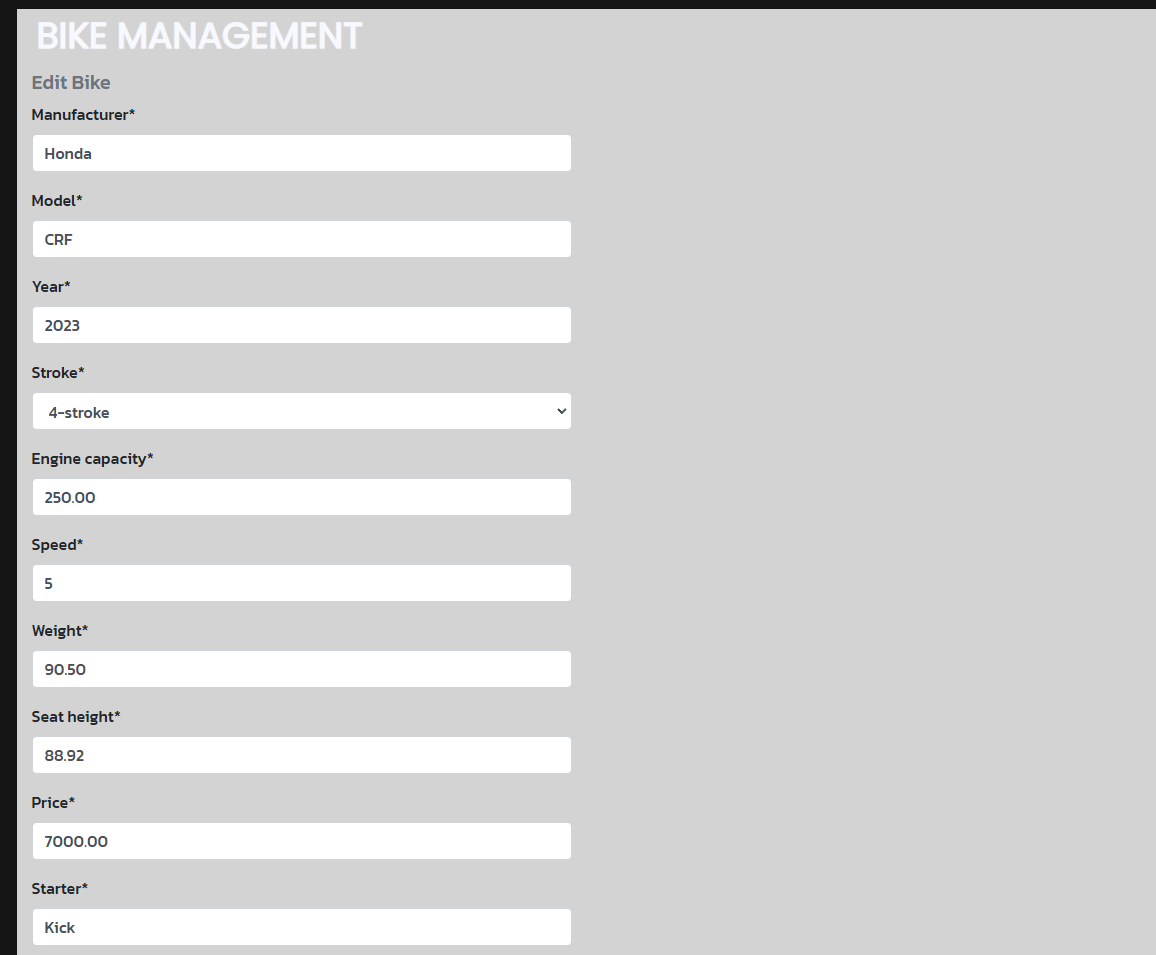 BIKE MANAGEMENT
Edit Bike
Manufacturer*
Honda
Model*
CRF
Year*
2023
Stroke*
4-stroke
Engine capacity*
250.00
Speed*
5
Weight*
90.50
Seat height*
88.92
Price*
7000.00
Starter*
Kick